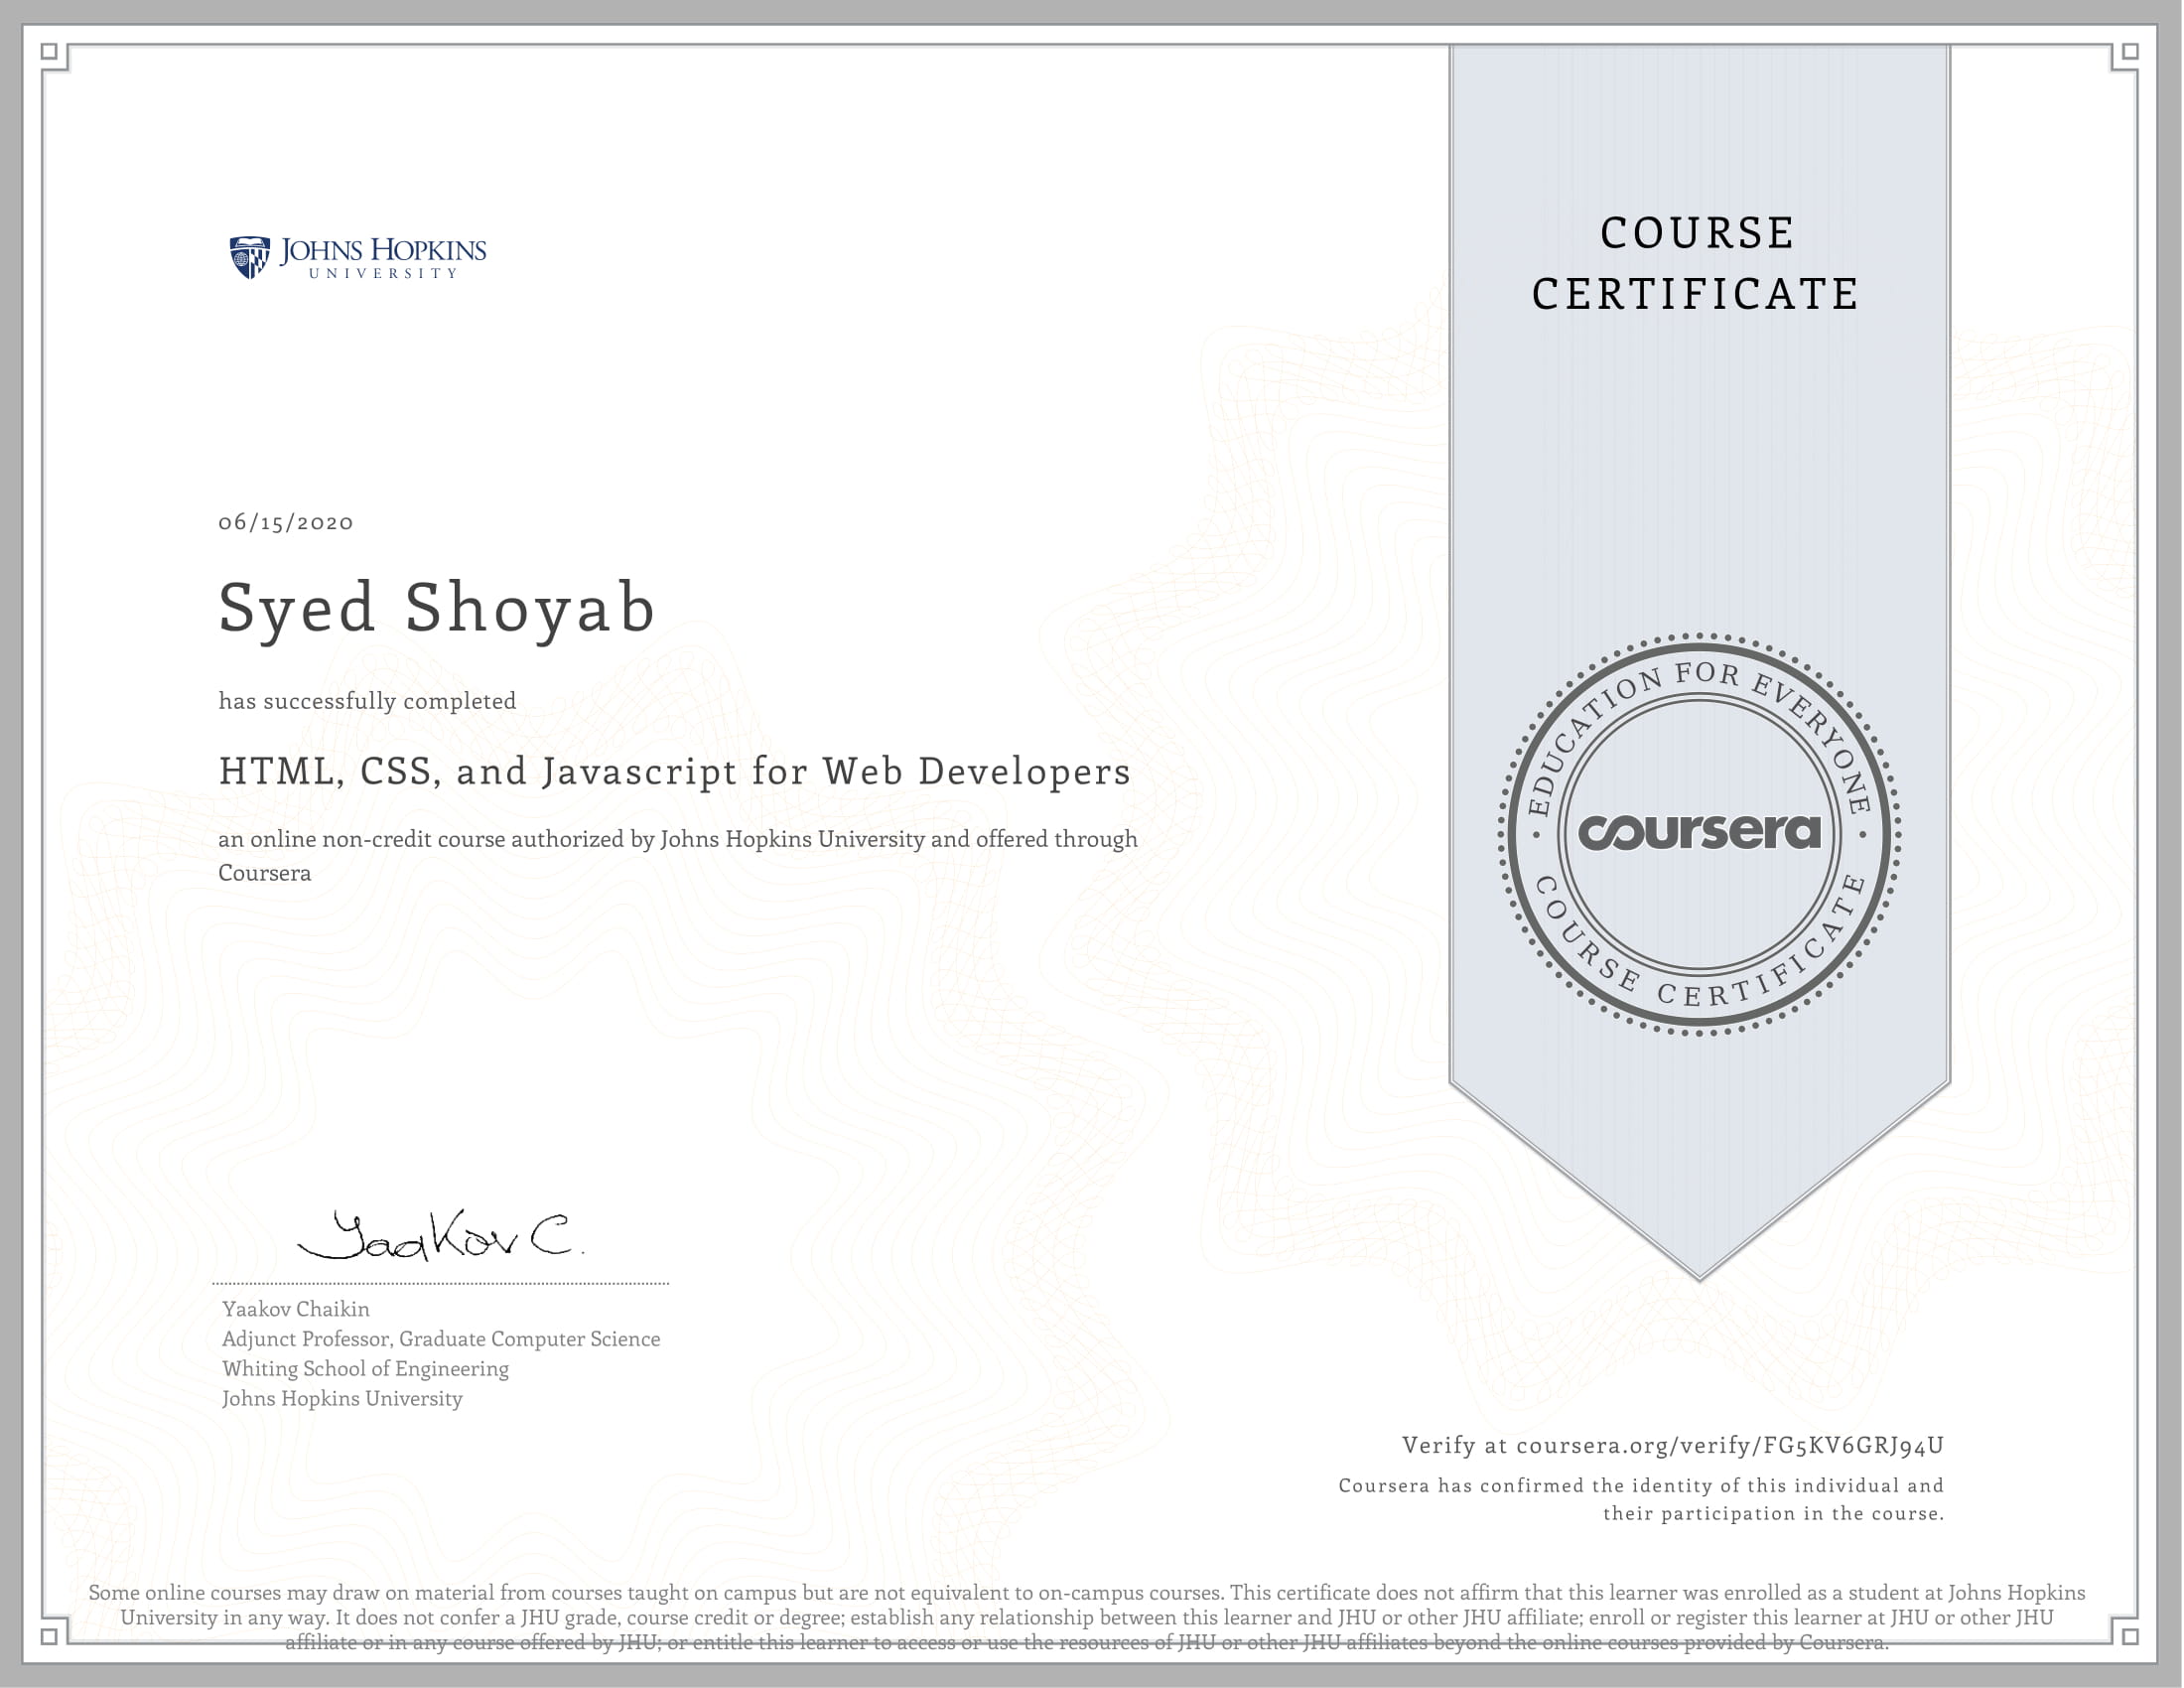 JOHNS HOPKINS
UNIVERSITY
COURSE
CERTIFICATE
06/15/2020
Syed Shoyab
has successfully completed
HTML, CSS, and Javascript for Web Developers
an online non-credit course authorized by Johns Hopkins University and offered through
Coursera
EDUCATION FOR EVERYONE
coursera
COURSE CERTIFICATE
Yaakov C.
Yaakov Chaikin
Adjunct Professor, Graduate Computer Science
Whiting School of Engineering
Johns Hopkins University
Verify at coursera.org/verify/FG5KV6GRJ94U
Coursera has confirmed the identity of this individual and
their participation in the course.
Some online courses may draw on material from courses taught on campus but are not equivalent to on-campus courses. This certificate does not affirm that this learner was enrolled as a student at Johns Hopkins
University in any way. It does not confer a JHU grade, course credit or degree; establish any relationship between this learner and JHU or other JHU affiliate; enroll or register this learner at JHU or other JHU
affiliate or in any course offered by JHU; or entitle this learner to access or use the resources of JHU or other JHU affiliates beyond the online courses provided by Coursera.